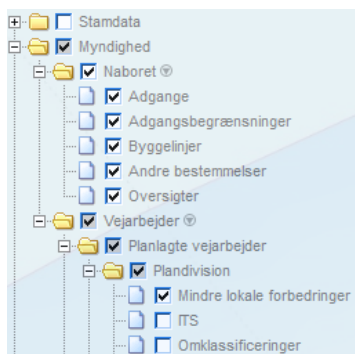 Stamdata
Myndighed
Naboret
Adgange
Adgangsbegrænsninger
Byggelinjer
Andre bestemmelser
Oversigter
Vejarbejder
Planlagte vejarbejder
Plandivision
Mindre lokale forbedringer
ITS
Omklassificeringer